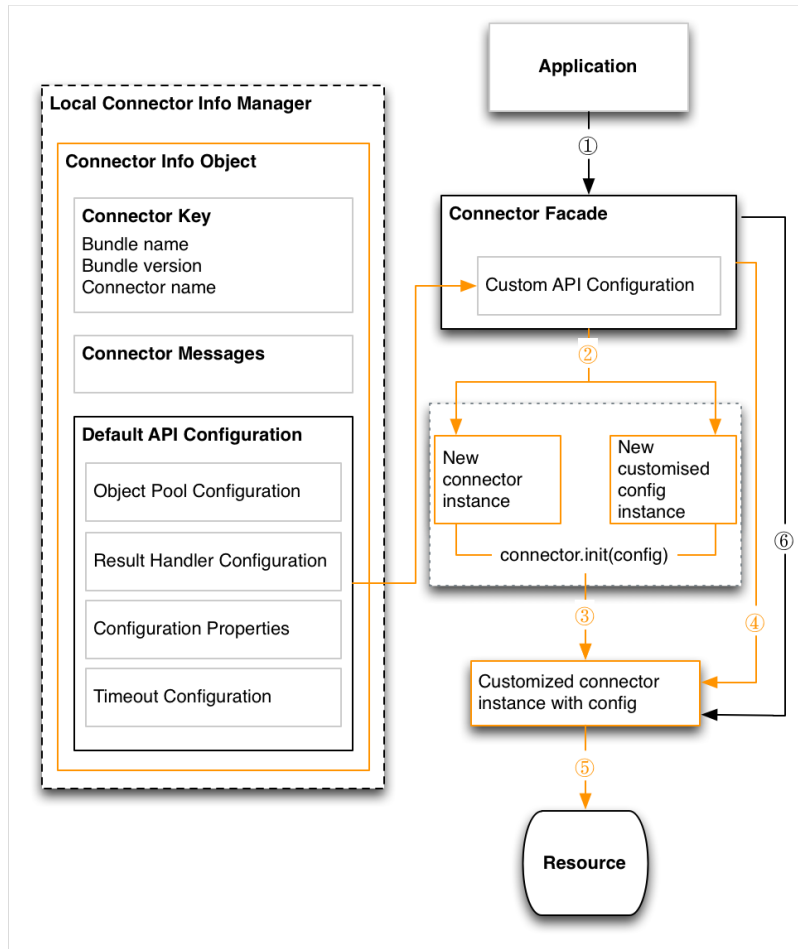 Application
Local Connector Info Manager
Connector Info Object
Connector Key
Bundle name
Bundle version
Connector name
Connector Messages
Default API Configuration
Object Pool Configuration
Result Handler Configuration
Configuration Properties
Timeout Configuration
①
Connector Facade
Custom API Configuration
②
New
connector
instance
New
customised
config
instance
connector.init(config)
⑥
③
④
Customized connector
instance with config
⑤
Resource